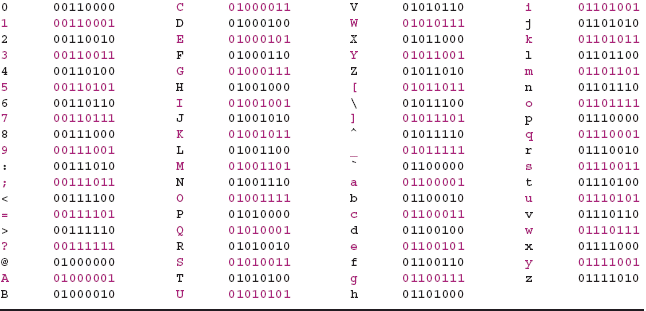 0 00110000 C 01000011 V 01010110 i 01101001
1 00110001 D 01000100 W 01010111 j 01101010
2 00110010 E 01000101 X 01011000 k 01101011
3 00110011 F 01000110 Y 01011001 l 01101100
4 00110100 G 01000111 Z 01011010 m 01101101
5 00110101 H 01001000 [ 01011011 n 01101110
6 00110110 I 01001001 \ 01011100 o 01101111
7 00110111 J 01001010 ] 01011101 p 01110000
8 00111000 K 01001011 ^ 01011110 q 01110001
9 00111001 L 01001100 _ 01011111 r 01110010
: 00111010 M 01001101 ` 01100000 s 01110011
; 00111011 N 01001110 a 01100001 t 01110100
< 00111100 O 01001111 b 01100010 u 01110101
= 00111101 P 01010000 c 01100011 v 01110110
> 00111110 Q 01010001 d 01100100 w 01110111
? 00111111 R 01010010 e 01100101 x 01111000
@ 01000000 S 01010011 f 01100110 y 01111001
A 01000001 T 01010100 g 01100111 z 01111010
B 01000010 U 01010101 h 01101000